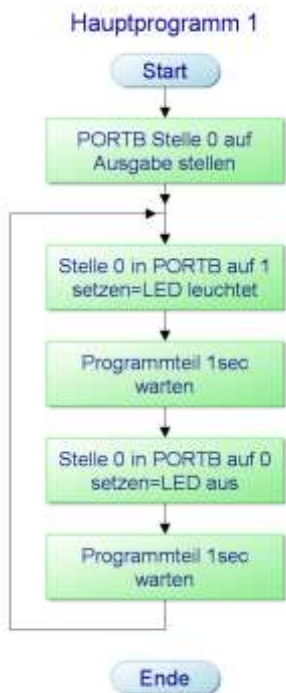 Hauptprogramm 1
Start
PORTB Stelle 0 auf
Ausgabe stellen
Stelle 0 in PORTB auf 1
setzen=LED leuchtet
Programmteil 1sec
warten
Stelle 0 in PORTB auf 0
setzen=LED aus
Programmteil 1sec
warten
Ende